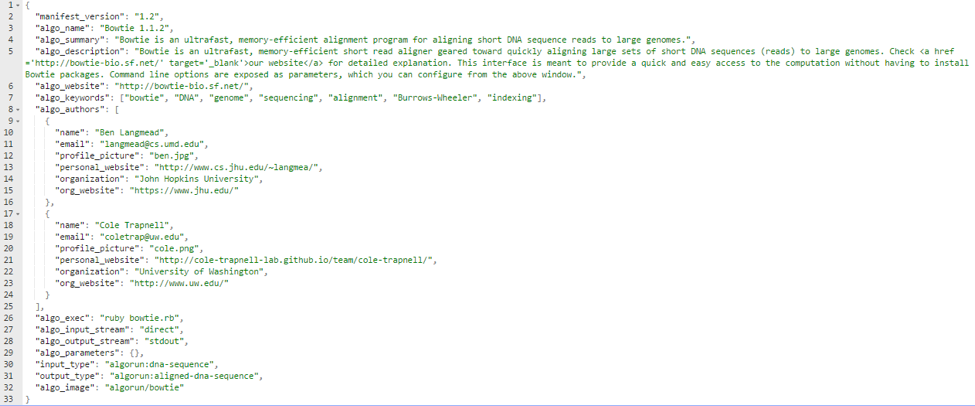 1 {
2 "manifest_version": "1.2",
3 "algo_name": "Bowtie 1.1.2",
4 "algo_summary": "Bowtie is an ultrafast, memory-efficient alignment program for aligning short DNA sequence reads to large genomes.",
5 "algo_description": "Bowtie is an ultrafast, memory-efficient short read aligner geared toward quickly aligning large sets of short DNA sequences (reads) to large genomes. Check <a href
='http://bowtie-bio.sf.net/' target='_blank'>our website</a> for detailed explanation. This interface is meant to provide a quick and easy access to the computation without having to install
Bowtie packages. Command line options are exposed as parameters, which you can configure from the above window.",
6 "algo_website": "http://bowtie-bio.sf.net/",
7 "algo_keywords": ["bowtie", "DNA", "genome", "sequencing", "alignment", "Burrows-Wheeler", "indexing"],
8 "algo_authors": [
9 {
10 "name": "Ben Langmead",
11 "email": "langmead@cs.umd.edu",
12 "profile_picture": "ben.jpg",
13 "personal_website": "http://www.cs.jhu.edu/~langmea/",
14 "organization": "John Hopkins University",
15 "org_website": "https://www.jhu.edu/"
16 },
17 {
18 "name": "Cole Trapnell",
19 "email": "coletrap@uw.edu",
20 "profile_picture": "cole.png",
21 "personal_website": "http://cole-trapnell-lab.github.io/team/cole-trapnell/",
22 "organization": "University of Washington",
23 "org_website": "http://www.uw.edu/"
24 }
25 ],
26 "algo_exec": "ruby bowtie.rb",
27 "algo_input_stream": "direct",
28 "algo_output_stream": "stdout",
29 "algo_parameters": {},
30 "input_type": "algorun:dna-sequence",
31 "output_type": "algorun:aligned-dna-sequence",
32 "algo_image": "algorun/bowtie"
33 }